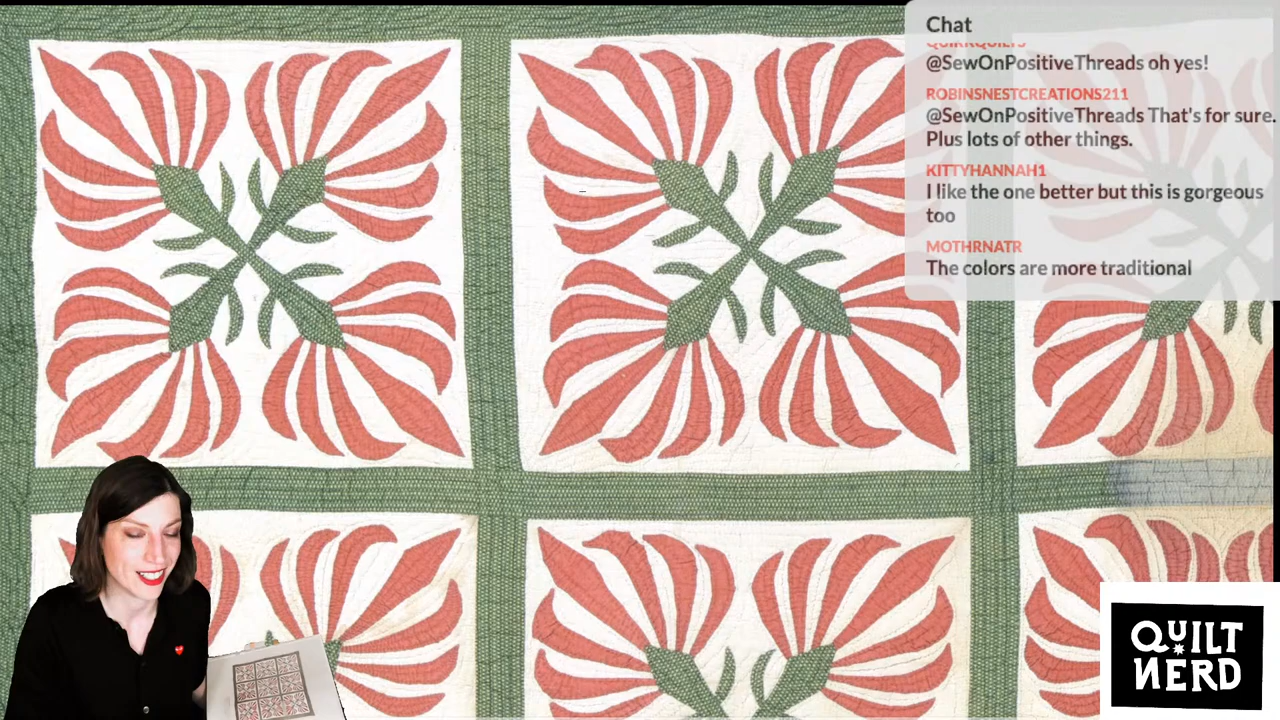 Chat
QUIRKQUILTS
@SewOnPositiveThreads oh yes!
ROBINSNESTCREATIONS211
@SewOnPositiveThreads That's for sure.
Plus lots of other things.
KITTYHANNAH1
I like the one better but this is gorgeous
too
MOTHRNATR
The colors are more traditional
QUILT
NERD